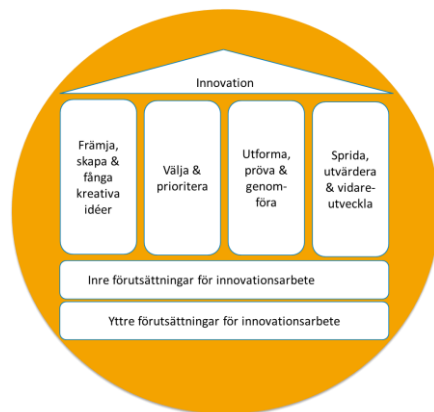 Innovation
Främja,
skapa &
fånga
kreativa
idéer
Välja &
prioritera
Utforma,
pröva &
genom-
föra
Sprida,
utvärdera
& vidare-
utveckla
Inre förutsättningar för innovationsarbete
Yttre förutsättningar för innovationsarbete